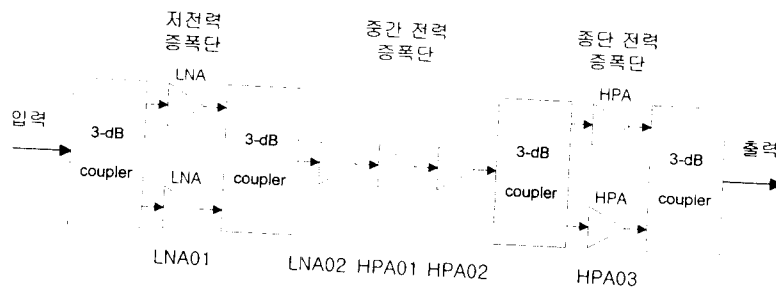 저전력
증폭단
중간 전력
증폭단
종단 전력
증폭단
LNA
HPA
입력
3-dB
coupler
3-dB
coupler
3-dB
coupler
3-dB
coupler
출력
LNA
HPA
LNA01
LNA02 HPA01 HPA02
HPA03